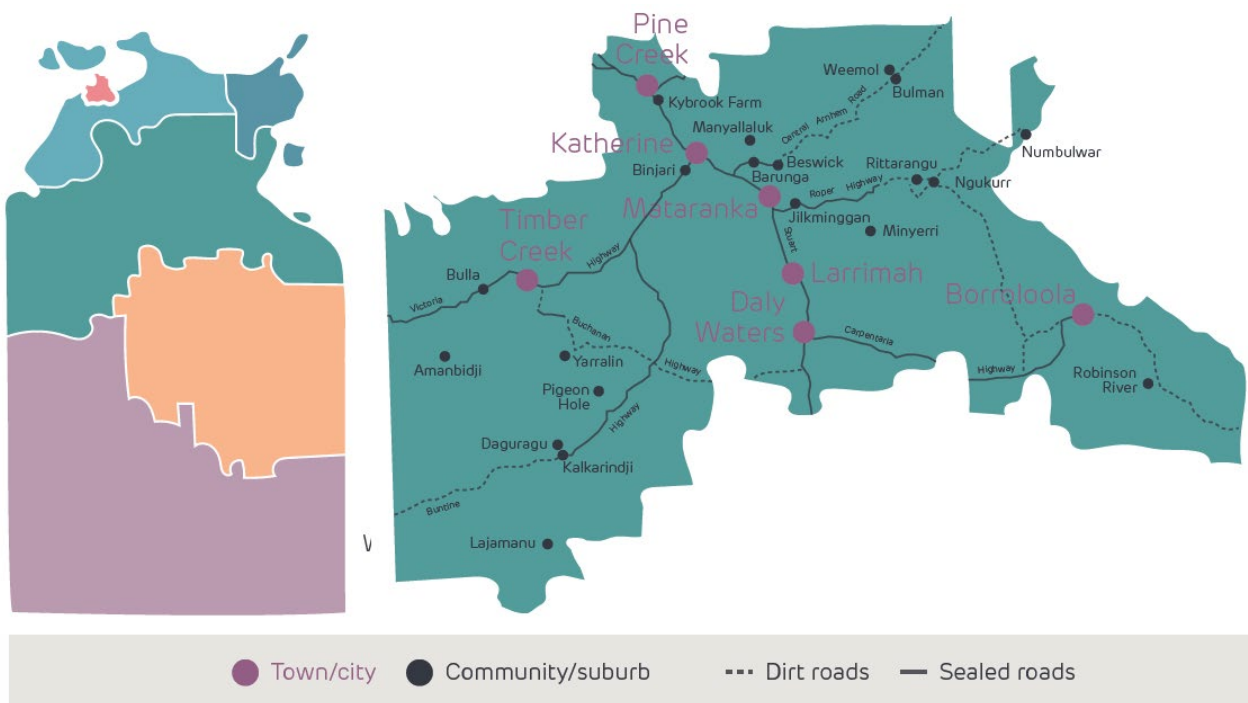 Pine
Creek
Kybrook Farm
Weemol
Bulman
Central Arnhem Road
Manyallaluk
Katherine
Binjari
Beswick
Barunga
Rittarangu
Ngukurr
Numbulwar
Mataranka
Roper Highway
Jilkminggan
Minyerri
Stuart
Timber
Creek
Highway
Bulla
Victoria
Larrimah
Daly
Waters
Borroloola
Buchanan
Highway
Carpentaria
Highway
Amanbidji
Yarralin
Pigeon
Hole
Highway
Robinson
River
Daguragu
Kalkarindji
Buntine
Lajamanu
Town/city
Community/suburb
Dirt roads
Sealed roads